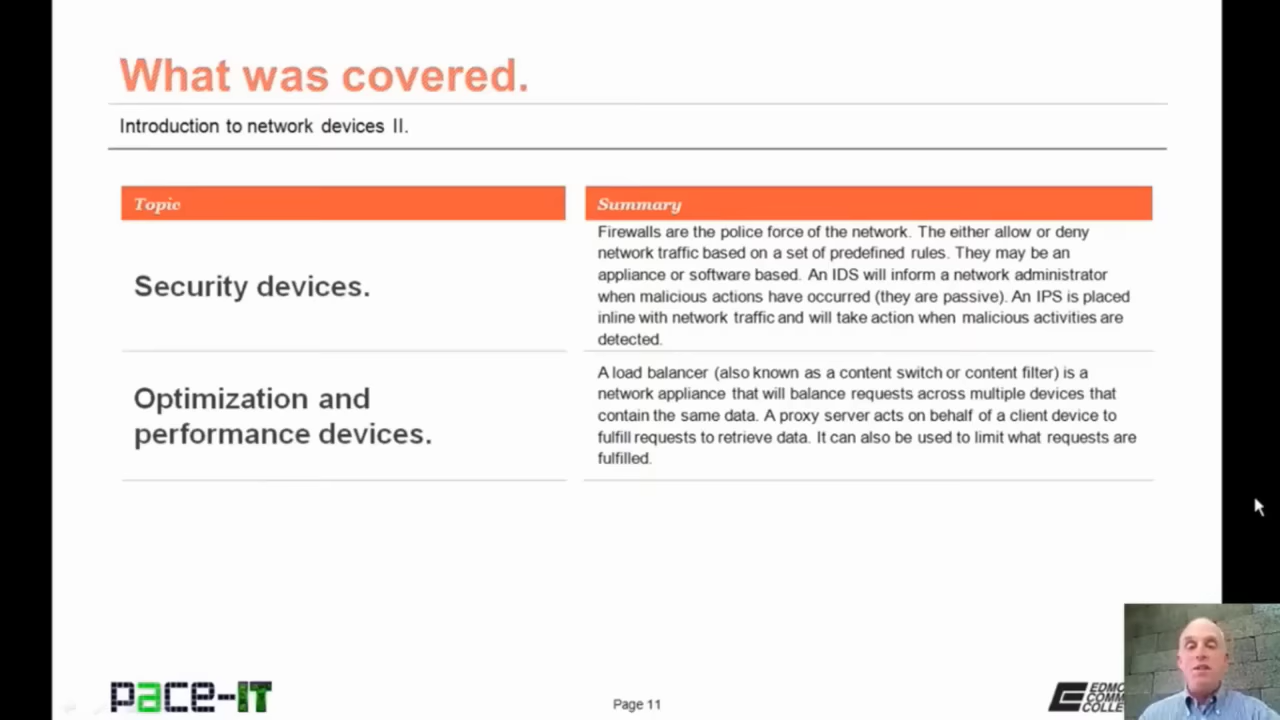 What was covered.
Introduction to network devices II.
Topic
Summary
Security devices.
Firewalls are the police force of the network. The either allow or deny
network traffic based on a set of predefined rules. They may be an
appliance or software based. An IDS will inform a network administrator
when malicious actions have occurred (they are passive). An IPS is placed
inline with network traffic and will take action when malicious activities are
detected.
Optimization and
performance devices.
A load balancer (also known as a content switch or content filter) is a
network appliance that will balance requests across multiple devices that
contain the same data. A proxy server acts on behalf of a client device to
fulfill requests to retrieve data. It can also be used to limit what requests are
fulfilled.
pace-IT
Page 11